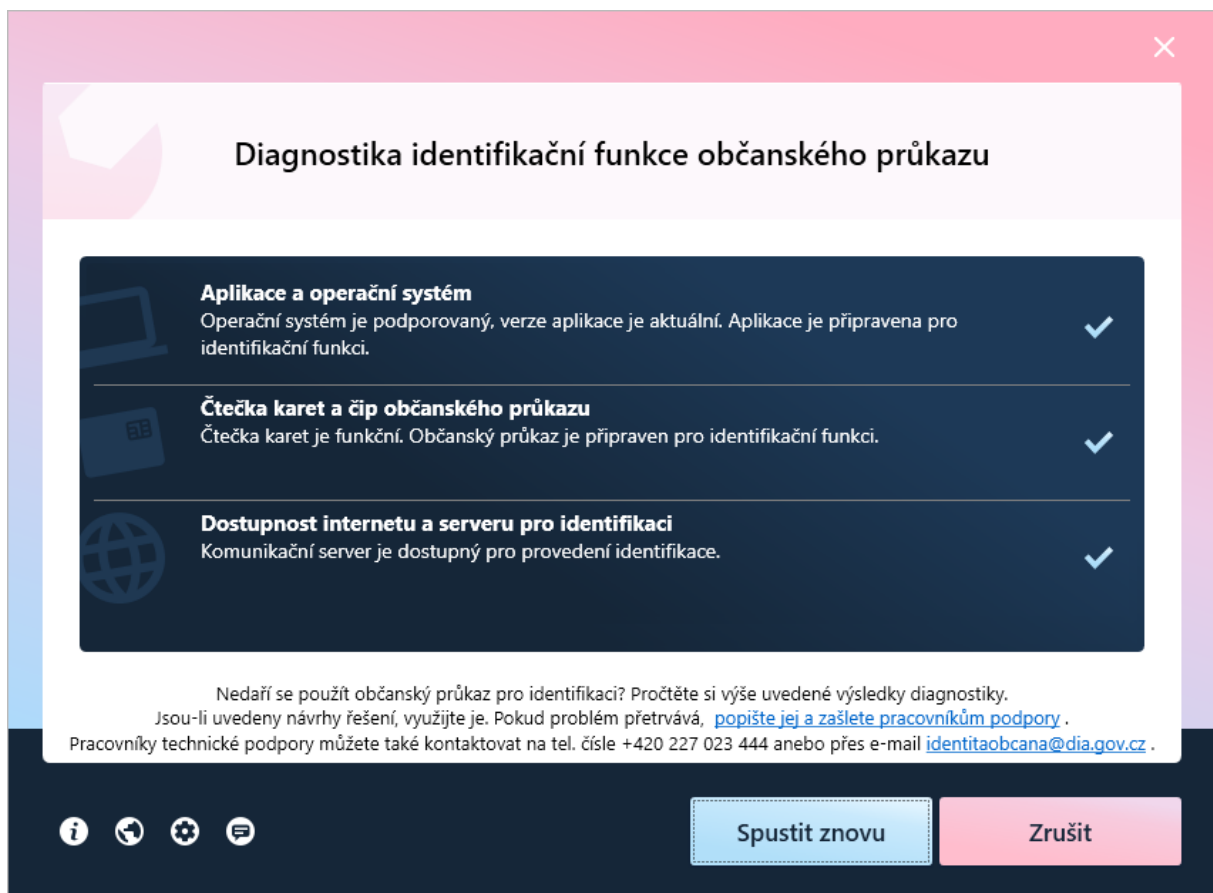 Diagnostika identifikační funkce občanského průkazu
Aplikace a operační systém
Operační systém je podporovaný, verze aplikace je aktuální. Aplikace je připravena pro
identifikační funkci.
Čtečka karet a čip občanského průkazu
Čtečka karet je funkční. Občanský průkaz je připraven pro identifikační funkci.
Dostupnost internetu a serveru pro identifikaci
Komunikační server je dostupný pro provedení identifikace.
Nedaří se použít občanský průkaz pro identifikaci? Pročtěte si výše uvedené výsledky diagnostiky.
Jsou-li uvedeny návrhy řešení, využijte je. Pokud problém přetrvává, popište jej a zašlete pracovníkům podpory .
Pracovníky technické podpory můžete také kontaktovat na tel. čísle +420 227 023 444 anebo přes e-mail identitaobcana@dia.gov.cz .
Spustit znovu
Zrušit